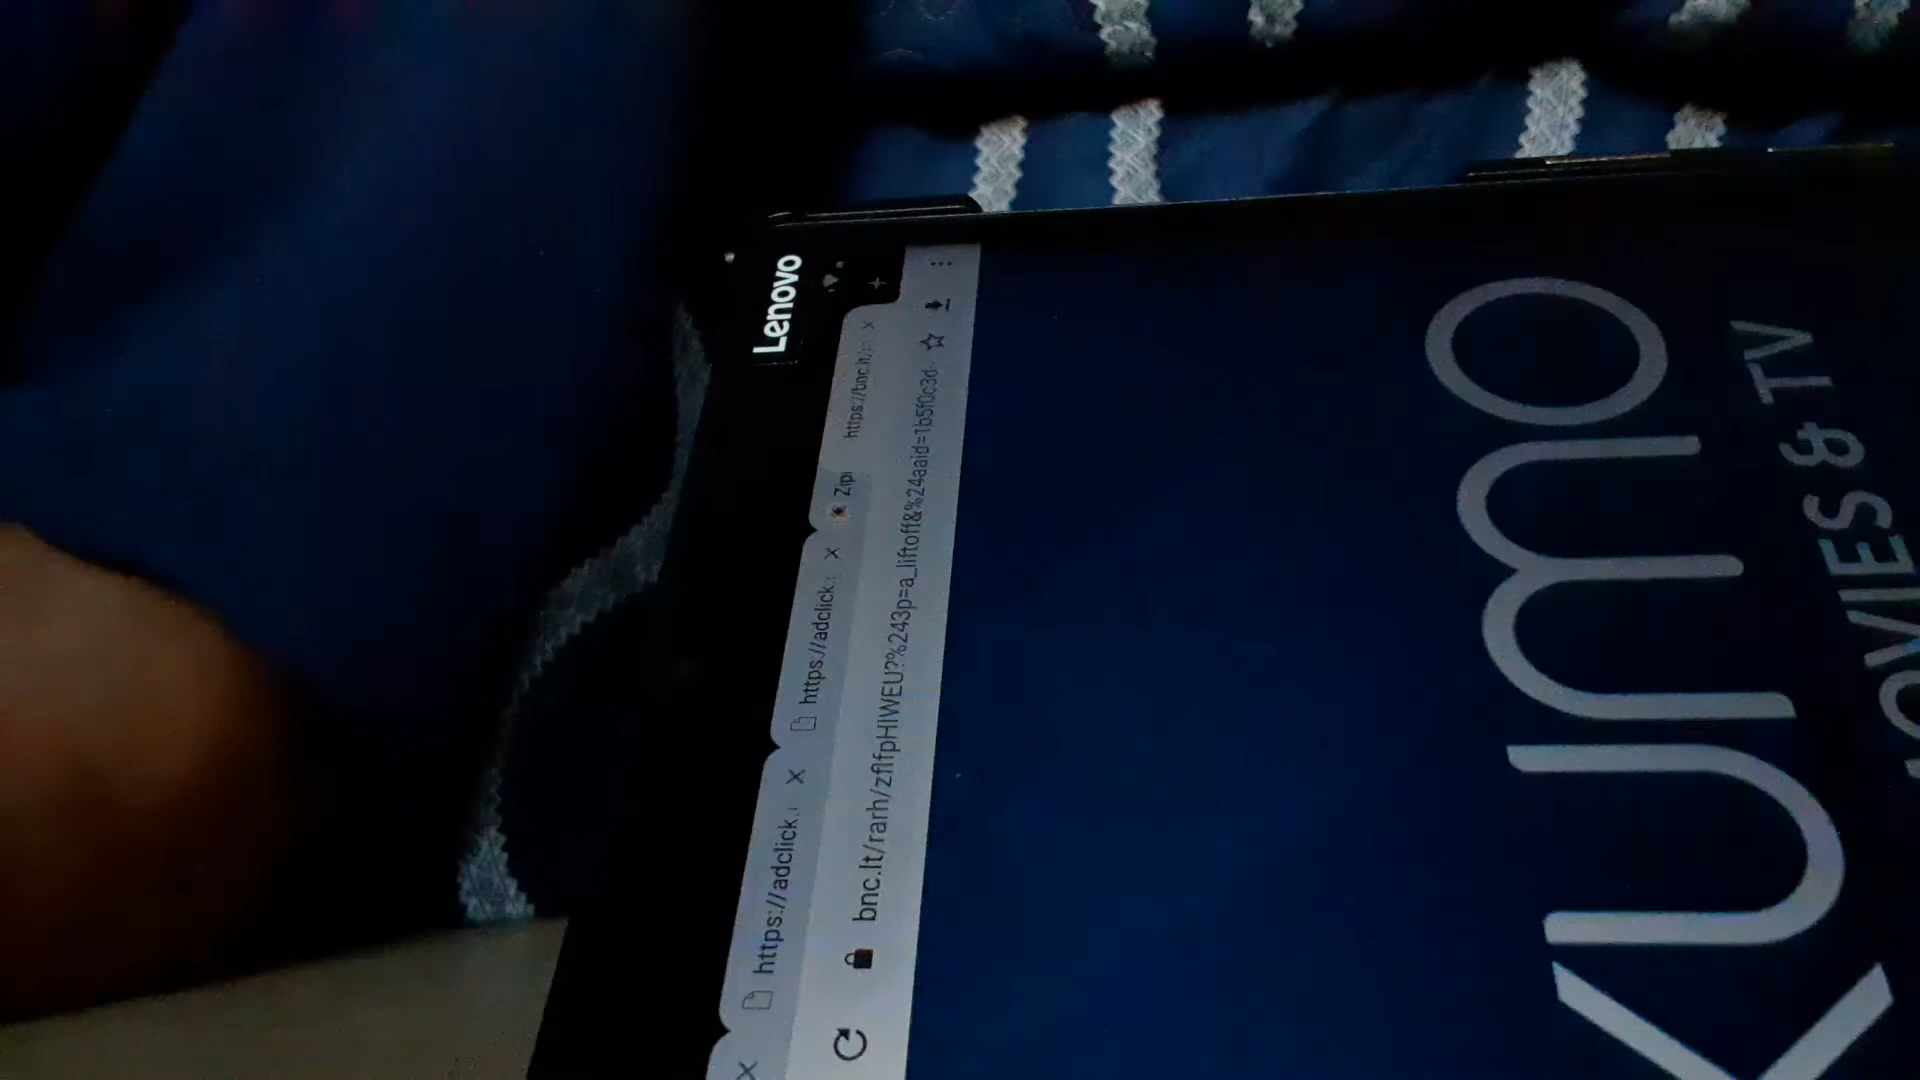 Lenovo
https://adclick.
https://adclick.
Zipi
https://bnc.lt/
bnc.lt/rarh/zflfpHIWEU?%243p=a_liftoff&%24aaid=1b5f0c3d
KUMO
MOVIES & TV